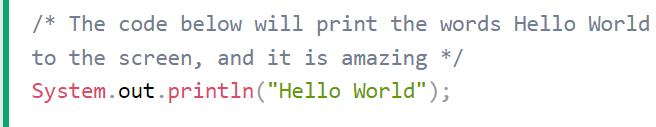 /* The code below will print the words Hello World
to the screen, and it is amazing */
System.out.println("Hello World");